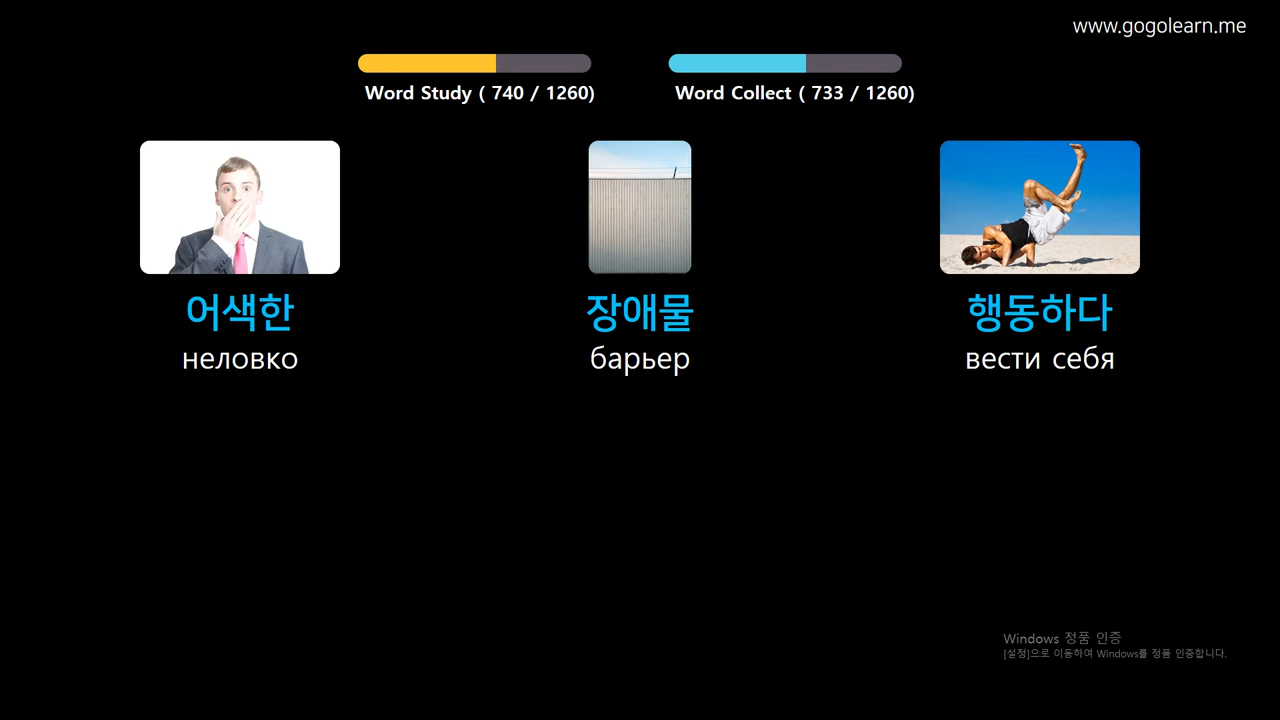 www.gogolearn.me
Word Study ( 740 / 1260)
Word Collect ( 733 / 1260)
어색한
장애물
행동하다
неловко
барьер
вести себя
Windows 정품 인증
[설정]으로 이동하여 Windows를 정품 인증합니다.